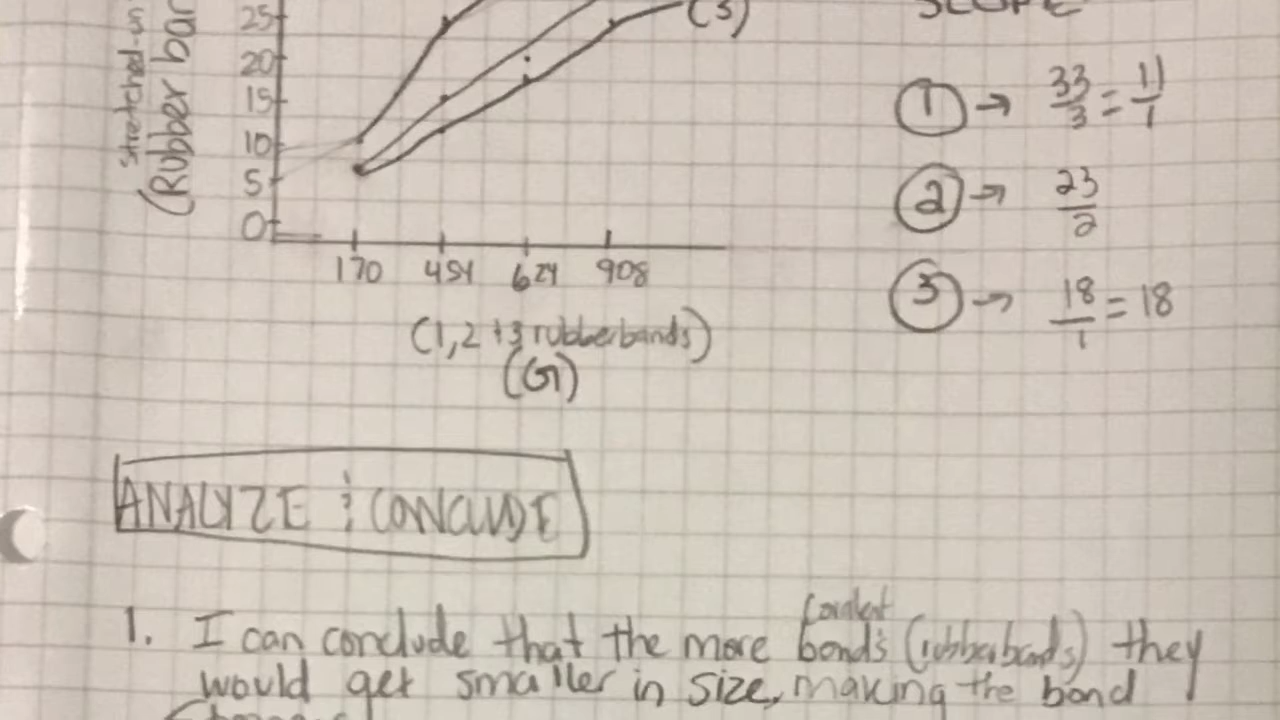 stretched
(Rubber
25
20
15
10
5
0
170 454 624 908
(1, 2 + 3 rubberbands)
(G)
(3)
SLOPE
1 → 33/3 = 11/1
2 → 23/2
3 → 18/1 = 18
ANALYZE & CONCLUDE
covalent
1. I can conclude that the more bonds (rubberbands) they
would get smaller in size, making the bond